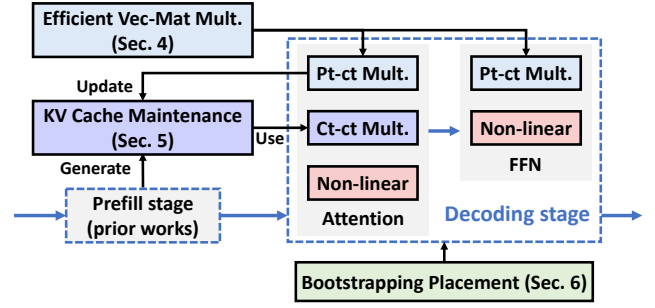 Efficient Vec-Mat Mult.
(Sec. 4)
Update
Pt-ct Mult.
Pt-ct Mult.
KV Cache Maintenance
(Sec. 5)
Use
Ct-ct Mult.
Non-linear
FFN
Generate
Prefill stage
(prior works)
Non-linear
Attention
Decoding stage
Bootstrapping Placement (Sec. 6)